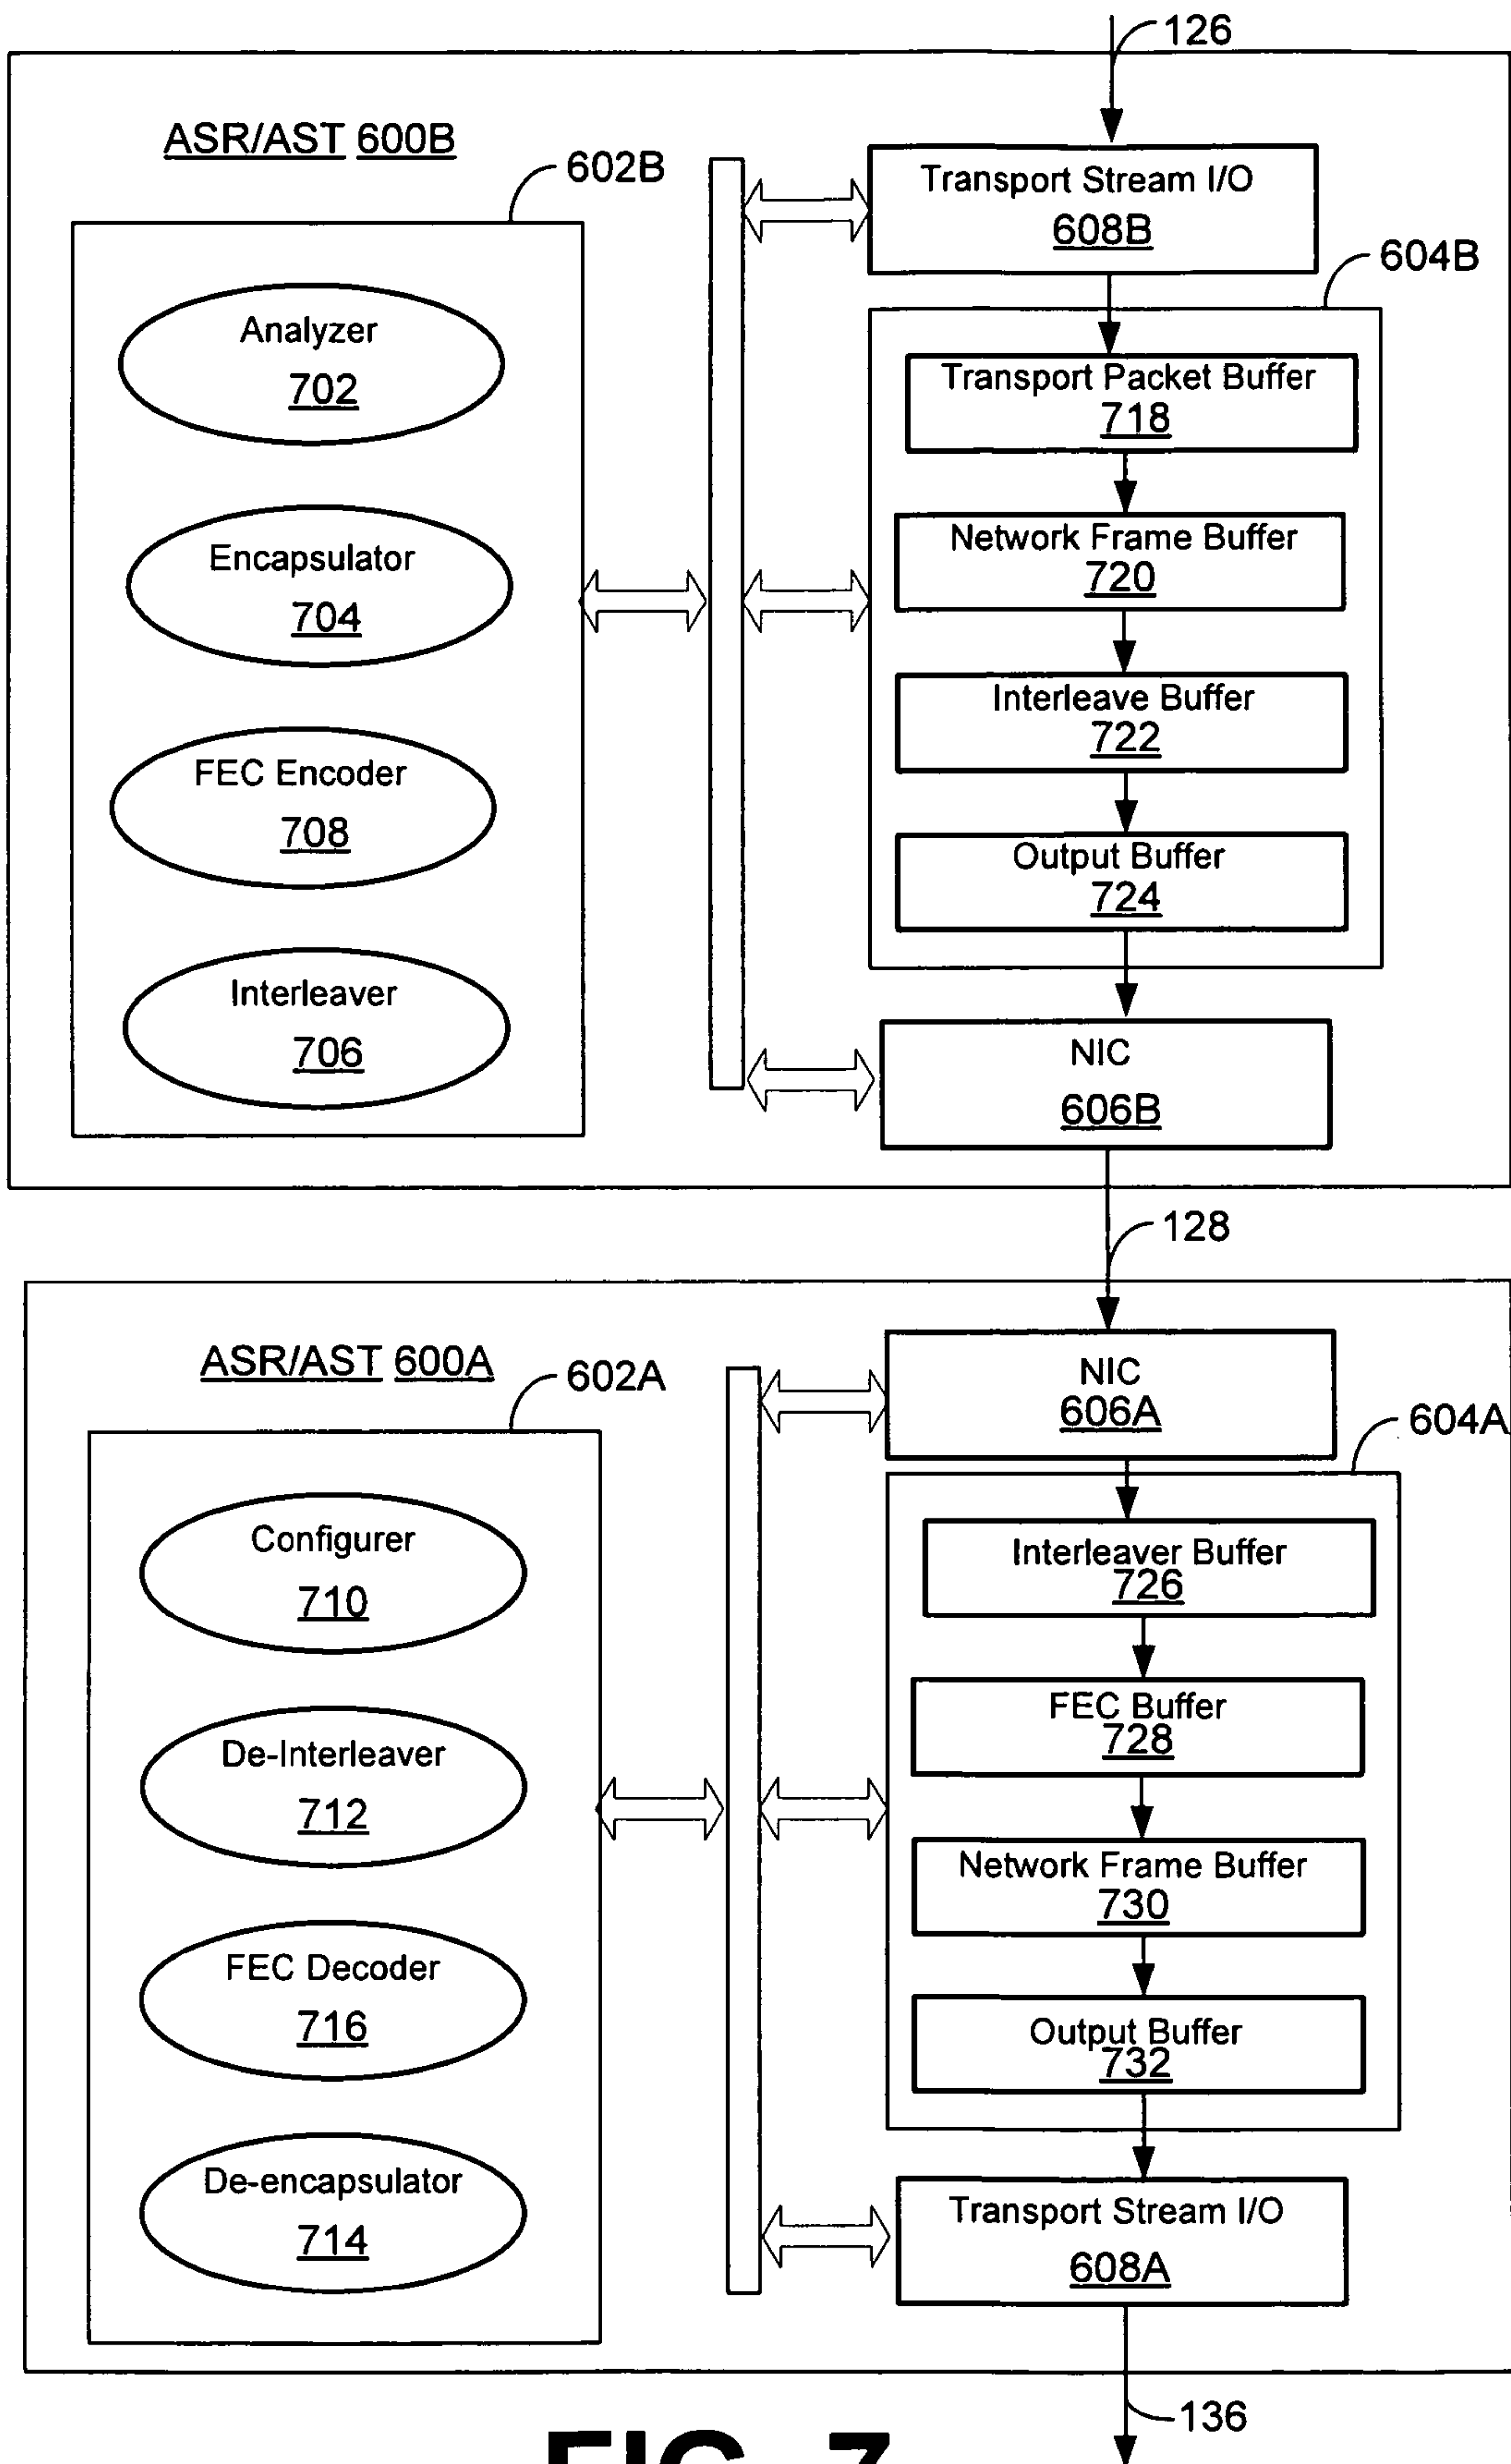 126
ASR/AST 600B
602B
Transport Stream I/O
608B
604B
Analyzer
702
Transport Packet Buffer
718
Encapsulator
704
Network Frame Buffer
720
Interleave Buffer
722
FEC Encoder
708
Output Buffer
724
Interleaver
706
NIC
606B
128
ASR/AST 600A
602A
NIC
606A
604A
Configurer
710
Interleaver Buffer
726
FEC Buffer
728
De-Interleaver
712
Network Frame Buffer
730
FEC Decoder
716
Output Buffer
732
De-encapsulator
714
Transport Stream I/O
608A
136
FIG. 7